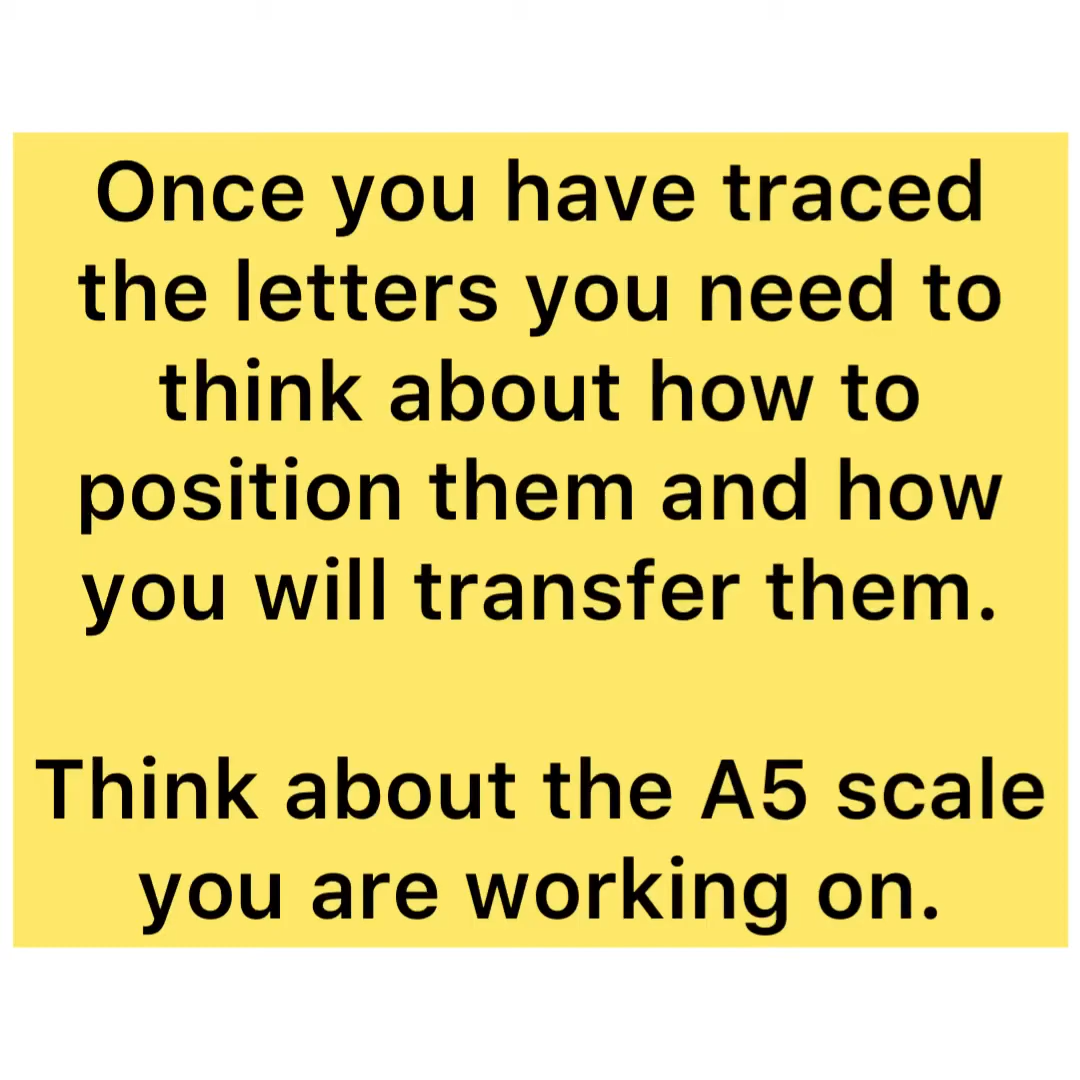 Once you have traced
the letters you need to
think about how to
position them and how
you will transfer them.
Think about the A5 scale
you are working on.